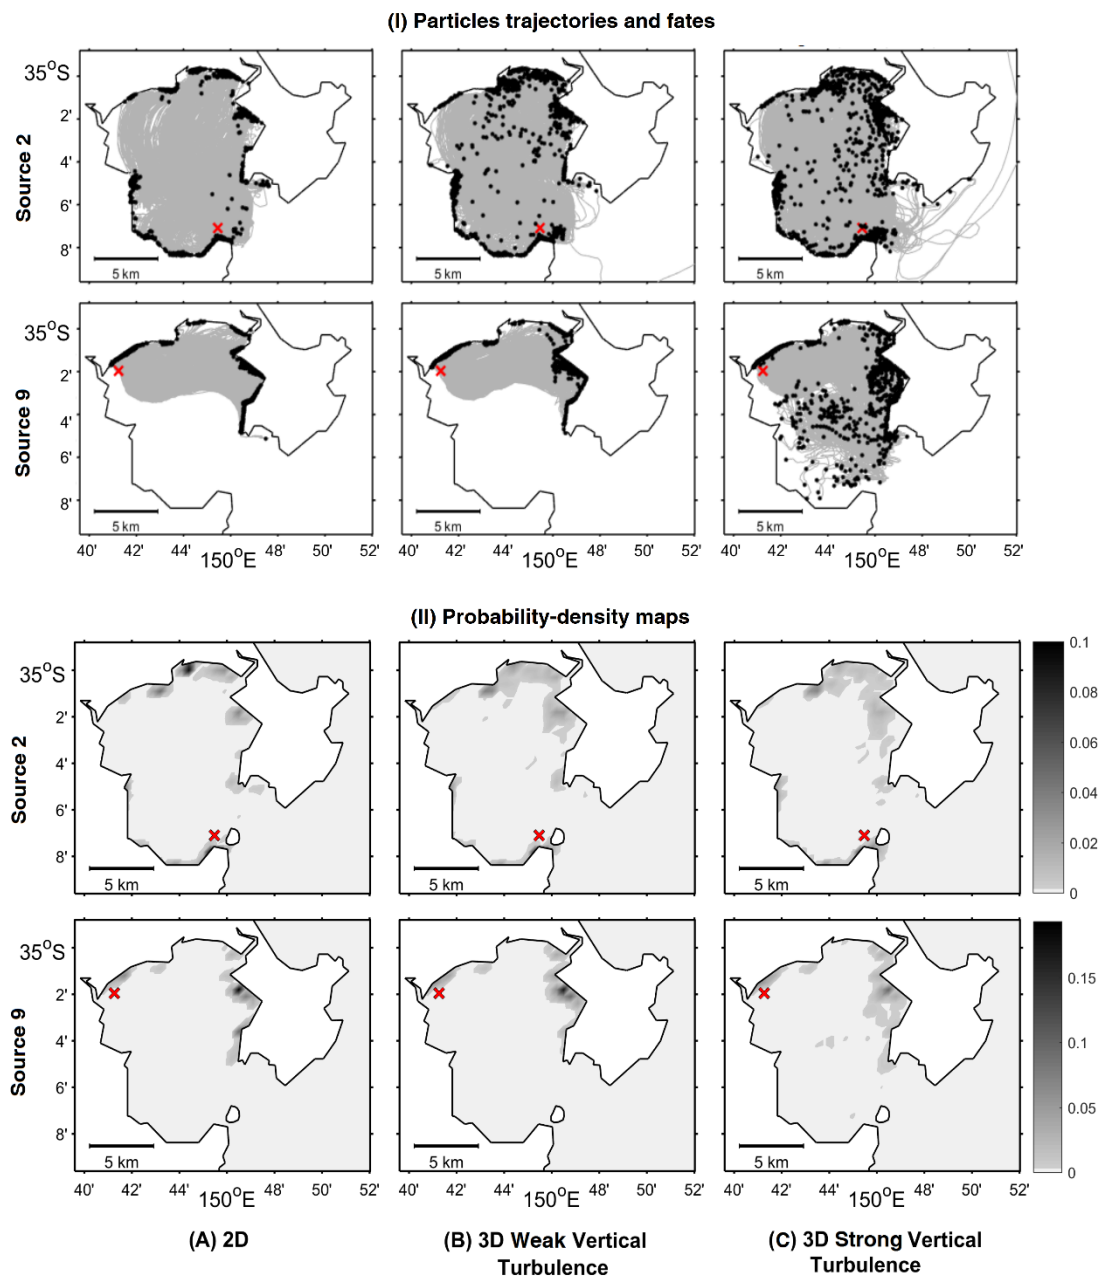 (I) Particles trajectories and fates
Source 2
35°S
2'
4'
6'
8'
5 km
5 km
5 km
Source 9
35°S
2'
4'
6'
8'
5 km
5 km
5 km
40' 42' 44' 46' 48' 50' 52'
150°E
40' 42' 44' 46' 48' 50' 52'
150°E
40' 42' 44' 46' 48' 50' 52'
150°E
(II) Probability-density maps
Source 2
35°S
2'
4'
6'
8'
5 km
5 km
5 km
0.1
0.08
0.06
0.04
0.02
0
Source 9
35°S
2'
4'
6'
8'
5 km
5 km
5 km
0.15
0.1
0.05
0
40' 42' 44' 46' 48' 50' 52'
150°E
40' 42' 44' 46' 48' 50' 52'
150°E
40' 42' 44' 46' 48' 50' 52'
150°E
(A) 2D
(B) 3D Weak Vertical
Turbulence
(C) 3D Strong Vertical
Turbulence